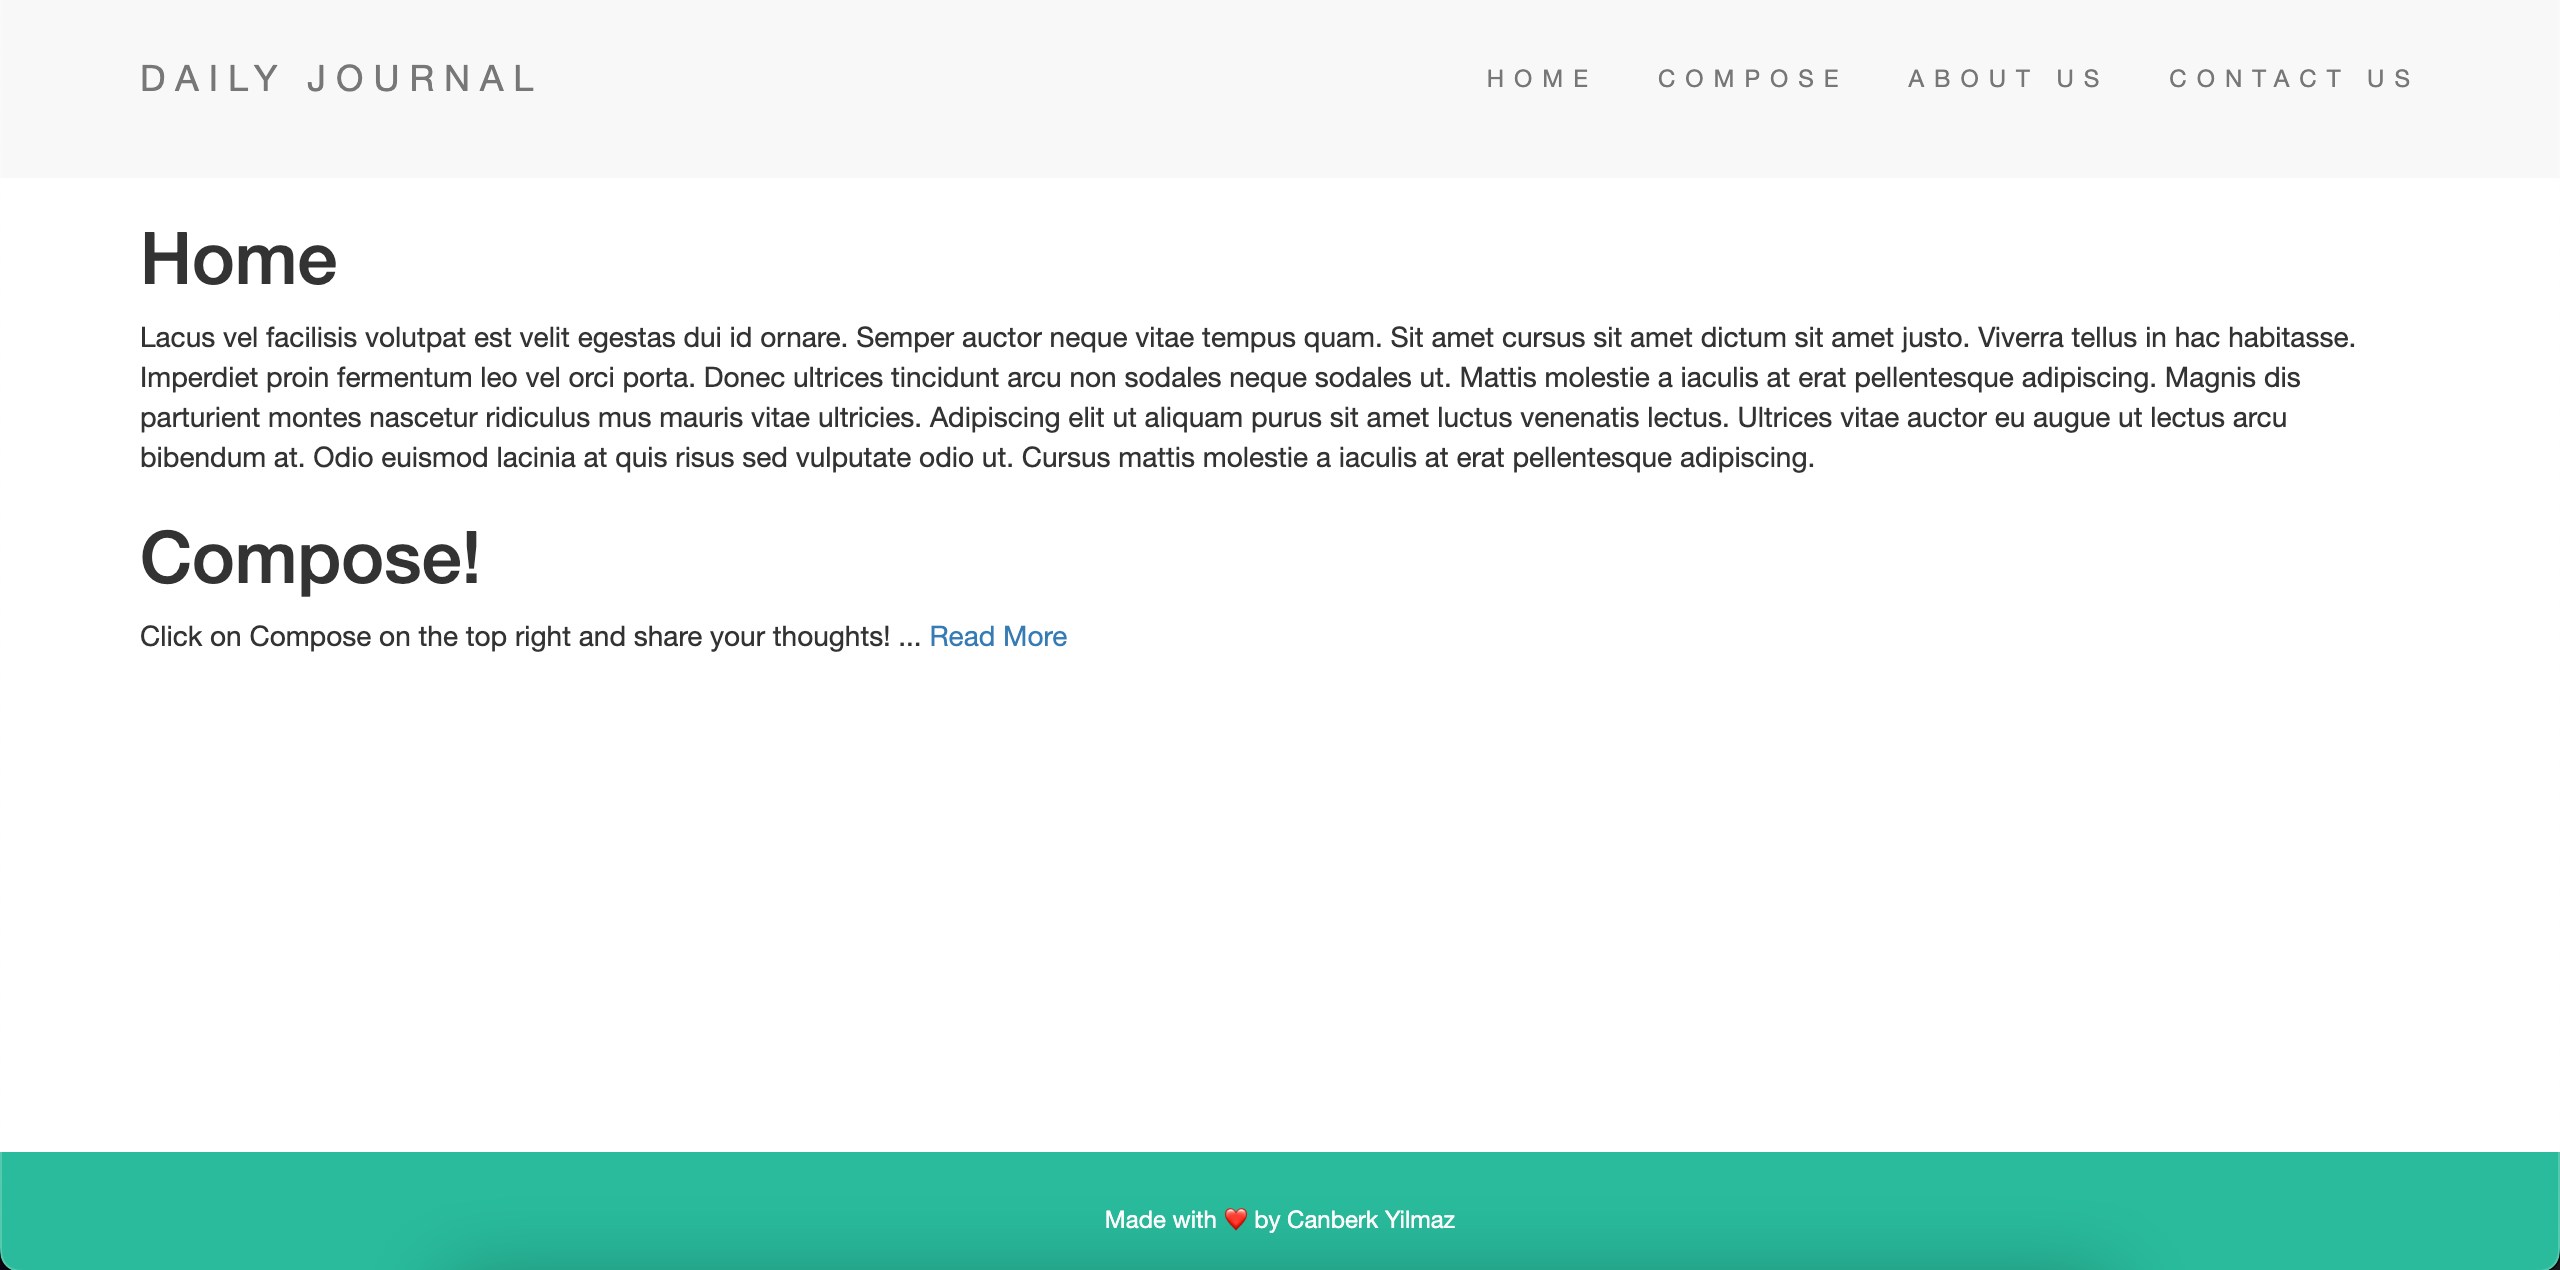 DAILY JOURNAL
HOME COMPOSE ABOUT US CONTACT US
Home
Lacus vel facilisis volutpat est velit egestas dui id ornare. Semper auctor neque vitae tempus quam. Sit amet cursus sit amet dictum sit amet justo. Viverra tellus in hac habitasse.
Imperdiet proin fermentum leo vel orci porta. Donec ultrices tincidunt arcu non sodales neque sodales ut. Mattis molestie a iaculis at erat pellentesque adipiscing. Magnis dis
parturient montes nascetur ridiculus mus mauris vitae ultricies. Adipiscing elit ut aliquam purus sit amet luctus venenatis lectus. Ultrices vitae auctor eu augue ut lectus arcu
bibendum at. Odio euismod lacinia at quis risus sed vulputate odio ut. Cursus mattis molestie a iaculis at erat pellentesque adipiscing.
Compose!
Click on Compose on the top right and share your thoughts! ... Read More
Made with ❤️ by Canberk Yilmaz